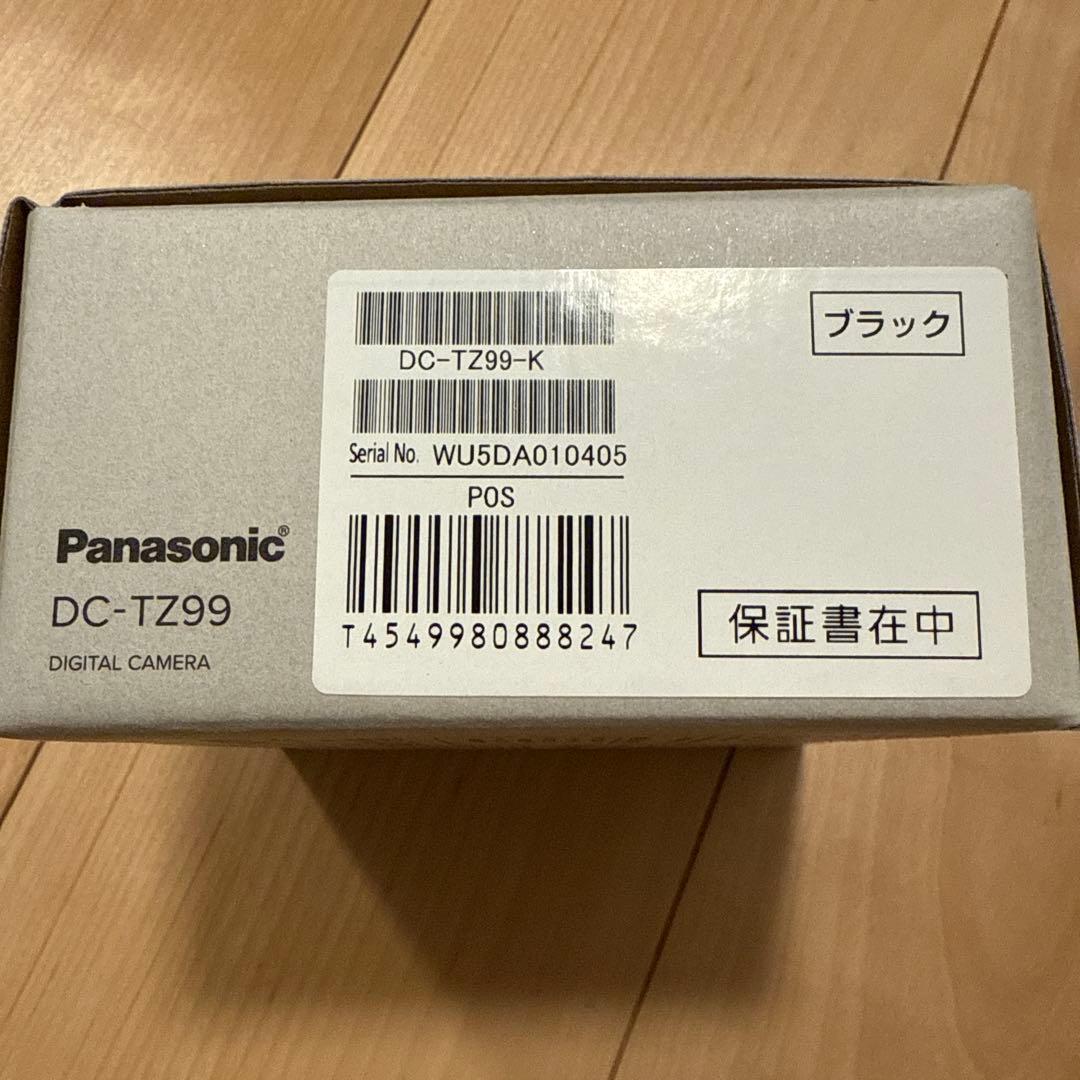 DC-TZ99-K
ブラック
Serial No. WU5DA010405
POS
T4549980888247
保証書在中
Panasonic®
DC-TZ99
DIGITAL CAMERA